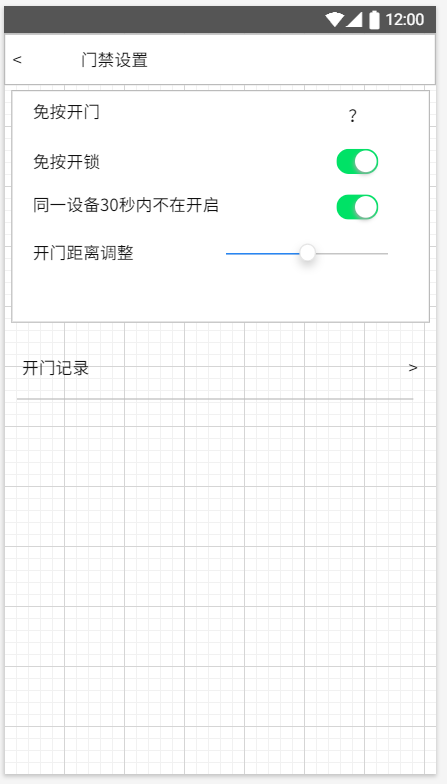 12:00
< 门禁设置
免按开门 ?
免按开锁
同一设备30秒内不在开启
开门距离调整
开门记录 >